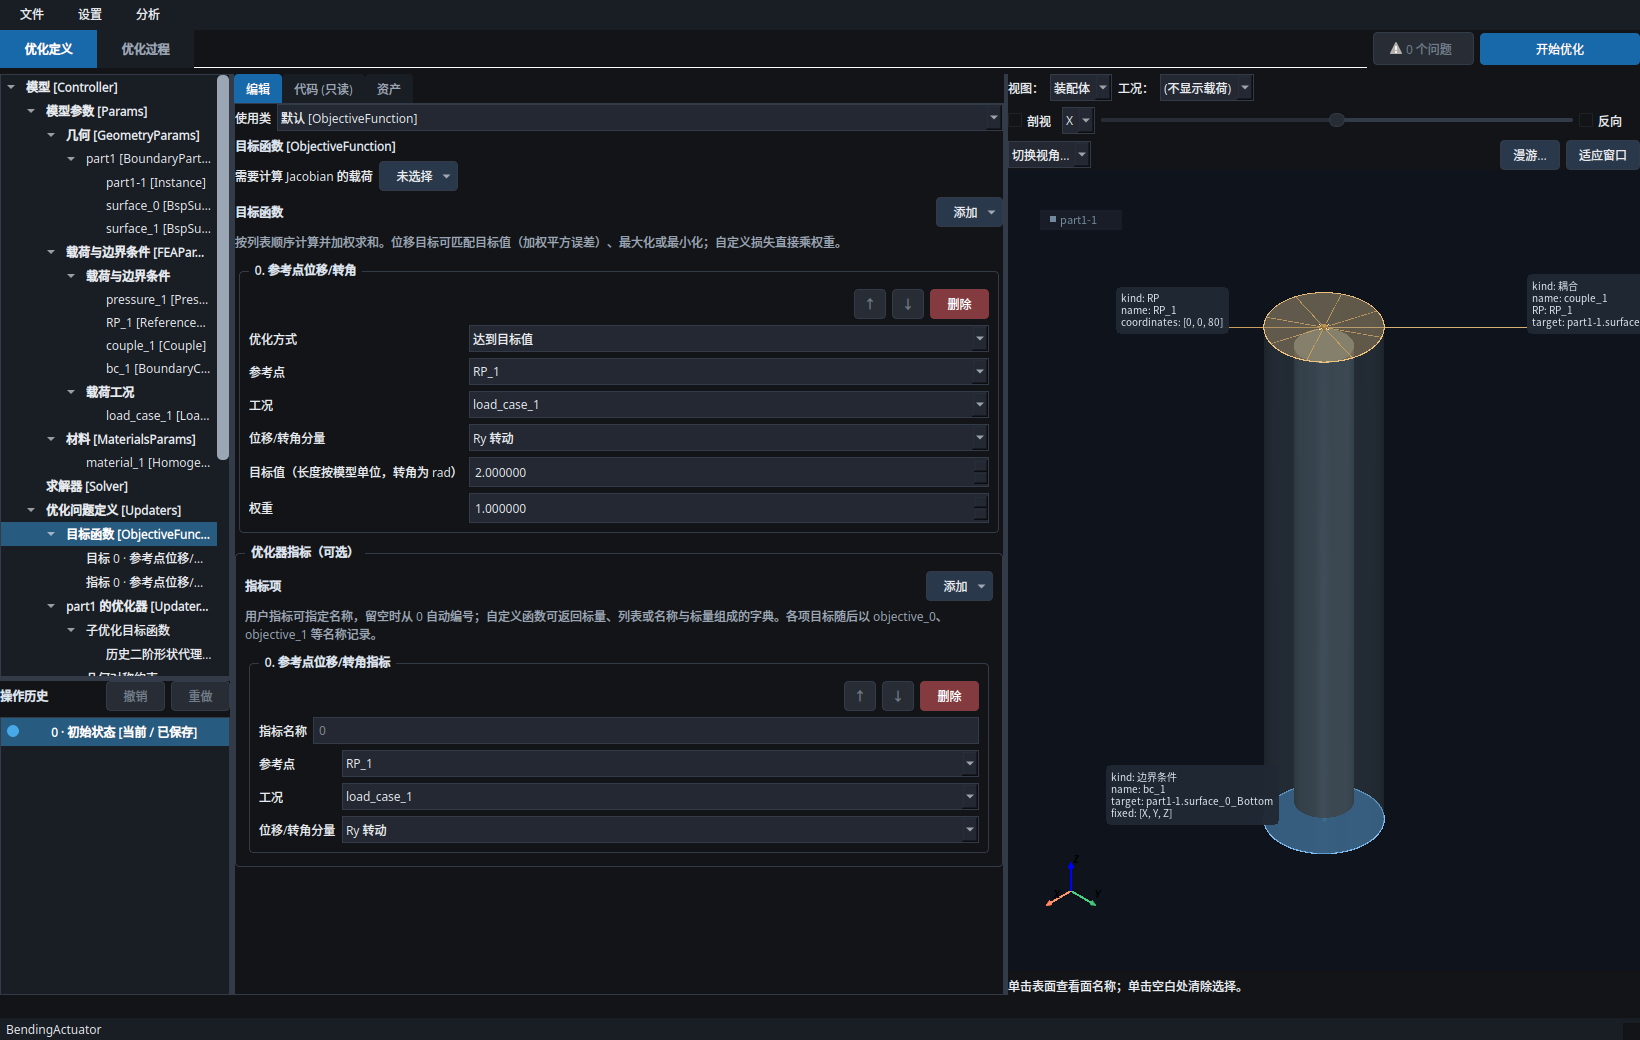 文件 设置 分析
优化定义 优化过程
0 个问题 开始优化
模型 [Controller]
模型参数 [Params]
几何 [GeometryParams]
part1 [BoundaryPart...
part1-1 [Instance]
surface_0 [BspSu...
surface_1 [BspSu...
载荷与边界条件 [FEAPar...
载荷与边界条件
pressure_1 [Pres...
RP_1 [Reference...
couple_1 [Couple]
bc_1 [BoundaryC...
载荷工况
load_case_1 [Loa...
材料 [MaterialsParams]
material_1 [Homoge...
求解器 [Solver]
优化问题定义 [Updaters]
目标函数 [ObjectiveFunc...
目标 0 · 参考点位移/...
指标 0 · 参考点位移/...
part1 的优化器 [Updater...
子优化目标函数
历史二阶形状代理...
操作历史 撤销 重做
0 · 初始状态 [当前 / 已保存]
编辑 代码 (只读) 资产
使用类 默认 [ObjectiveFunction]
目标函数 [ObjectiveFunction]
需要计算 Jacobian 的载荷 未选择
目标函数 添加
按列表顺序计算并加权求和。位移目标可匹配目标值（加权平方误差）、最大化或最小化；自定义损失直接乘权重。
0. 参考点位移/转角
↑ ↓ 删除
优化方式 达到目标值
参考点 RP_1
工况 load_case_1
位移/转角分量 Ry 转动
目标值（长度按模型单位，转角为 rad） 2.000000
权重 1.000000
优化器指标（可选）
指标项 添加
用户指标可指定名称，留空时从 0 自动编号；自定义函数可返回标量、列表或名称与标量组成的字典。各项目标随后以 objective_0、
objective_1 等名称记录。
0. 参考点位移/转角指标
↑ ↓ 删除
指标名称 0
参考点 RP_1
工况 load_case_1
位移/转角分量 Ry 转动
视图： 装配体 工况： (不显示载荷)
剖视 X 反向
切换视角... 漫游... 适应窗口
part1-1
kind: RP
name: RP_1
coordinates: [0, 0, 80]
kind: 耦合
name: couple_1
RP: RP_1
target: part1-1.surface
kind: 边界条件
name: bc_1
target: part1-1.surface_0_Bottom
fixed: [X, Y, Z]
Z
Y
单击表面查看面名称；单击空白处清除选择。
BendingActuator